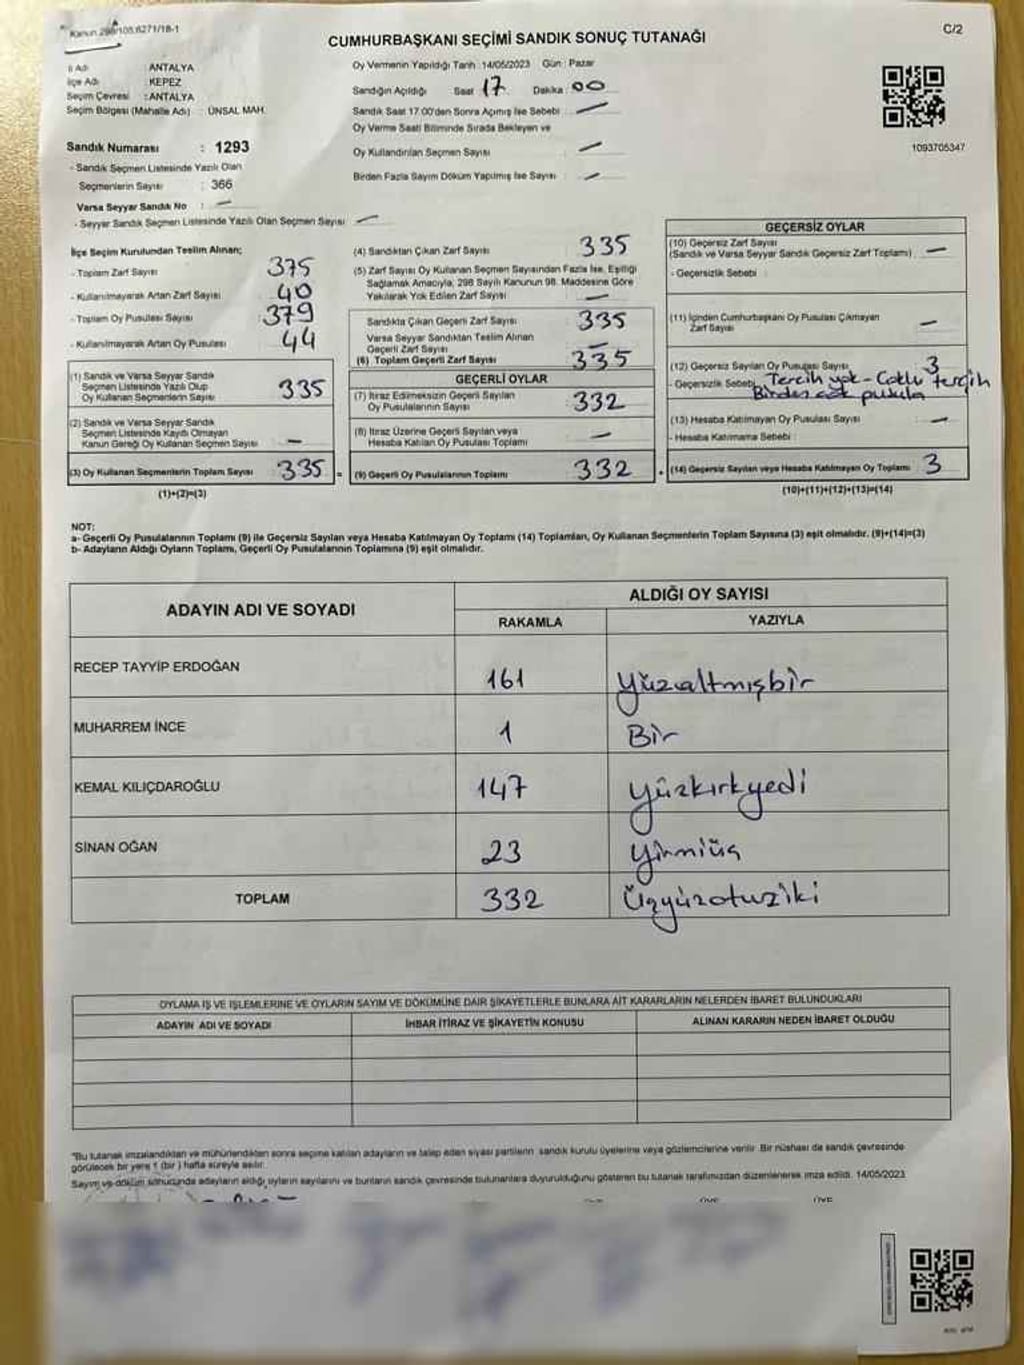 Kanun 298/105;6271/18-1
C/2
CUMHURBAŞKANI SEÇİMİ SANDIK SONUÇ TUTANAĞI
İl Adı : ANTALYA
İlçe Adı : KEPEZ
Seçim Çevresi : ANTALYA
Seçim Bölgesi (Mahalle Adı) : ÜNSAL MAH.
Sandık Numarası : 1293
- Sandık Seçmen Listesinde Yazılı Olan
Seçmenlerin Sayısı : 366
Varsa Seyyar Sandık No : —
- Seyyar Sandık Seçmen Listesinde Yazılı Olan Seçmen Sayısı —
Oy Vermenin Yapıldığı Tarih :14/05/2023 Gün : Pazar
Sandığın Açıldığı Saat 17 Dakika 00
Sandık Saat 17.00'den Sonra Açılmış İse Sebebi : —
Oy Verme Saati Bitiminde Sırada Bekleyen ve
Oy Kullandırılan Seçmen Sayısı —
Birden Fazla Sayım Döküm Yapılmış İse Sayısı : —
1093705347
İlçe Seçim Kurulundan Teslim Alınan;
- Toplam Zarf Sayısı 375
- Kullanılmayarak Artan Zarf Sayısı 40
- Toplam Oy Pusulası Sayısı 379
- Kullanılmayarak Artan Oy Pusulası 44
(1) Sandık ve Varsa Seyyar Sandık
Seçmen Listesinde Yazılı Olup
Oy Kullanan Seçmenlerin Sayısı 335
(2) Sandık ve Varsa Seyyar Sandık
Seçmen Listesinde Kaydı Olmayan
Kanun Gereği Oy Kullanan Seçmen Sayısı —
(3) Oy Kullanan Seçmenlerin Toplam Sayısı 335 =
(1)+(2)=(3)
(4) Sandıktan Çıkan Zarf Sayısı 335
(5) Zarf Sayısı Oy Kullanan Seçmen Sayısından Fazla İse, Eşitliği
Sağlamak Amacıyla, 298 Sayılı Kanunun 98. Maddesine Göre
Yakılarak Yok Edilen Zarf Sayısı —
Sandıkta Çıkan Geçerli Zarf Sayısı 335
Varsa Seyyar Sandıktan Teslim Alınan
Geçerli Zarf Sayısı —
(6) Toplam Geçerli Zarf Sayısı 335
GEÇERLİ OYLAR
(7) İtiraz Edilmeksizin Geçerli Sayılan
Oy Pusulalarının Sayısı 332
(8) İtiraz Üzerine Geçerli Sayılan veya
Hesaba Katılan Oy Pusulası Toplamı —
(9) Geçerli Oy Pusulalarının Toplamı 332 +
GEÇERSİZ OYLAR
(10) Geçersiz Zarf Sayısı
(Sandık ve Varsa Seyyar Sandık Geçersiz Zarf Toplamı) —
- Geçersizlik Sebebi :
(11) İçinden Cumhurbaşkanı Oy Pusulası Çıkmayan
Zarf Sayısı —
(12) Geçersiz Sayılan Oy Pusulası Sayısı 3
- Geçersizlik Sebebi Tercih yok - Çoklu tercih
Birden çok pusula
(13) Hesaba Katılmayan Oy Pusulası Sayısı —
- Hesaba Katılmama Sebebi :
(14) Geçersiz Sayılan veya Hesaba Katılmayan Oy Toplamı 3
(10)+(11)+(12)+(13)=(14)
NOT:
a- Geçerli Oy Pusulalarının Toplamı (9) ile Geçersiz Sayılan veya Hesaba Katılmayan Oy Toplamı (14) Toplamları, Oy Kullanan Seçmenlerin Toplam Sayısına (3) eşit olmalıdır. (9)+(14)=(3)
b- Adayların Aldığı Oyların Toplamı, Geçerli Oy Pusulalarının Toplamına (9) eşit olmalıdır.
ADAYIN ADI VE SOYADI
ALDIĞI OY SAYISI
RAKAMLA YAZIYLA
RECEP TAYYİP ERDOĞAN 161 Yüzaltmışbir
MUHARREM İNCE 1 Bir
KEMAL KILIÇDAROĞLU 147 Yüzkırkyedi
SİNAN OĞAN 23 Yirmiüç
TOPLAM 332 Üçyüzotuziki
OYLAMA İŞ VE İŞLEMLERİNE VE OYLARIN SAYIM VE DÖKÜMÜNE DAİR ŞİKAYETLERLE BUNLARA AİT KARARLARIN NELERDEN İBARET BULUNDUKLARI
ADAYIN ADI VE SOYADI İHBAR İTİRAZ VE ŞİKAYETİN KONUSU ALINAN KARARIN NEDEN İBARET OLDUĞU
"Bu tutanak imzalandıktan ve mühürlendikten sonra seçime katılan adayların ve talep eden siyasi partilerin sandık kurulu üyelerine veya gözlemcilerine verilir. Bir nüshası da sandık çevresinde
görülecek bir yere 1 (bir) hafta süreyle asılır.
Sayım ve döküm sonucunda adayların aldığı oyların sayılarını ve bunların sandık çevresinde bulunanlara duyurulduğunu gösteren bu tutanak tarafımızdan düzenlenerek imza edildi. 14/05/2023
ÜYE ÜYE